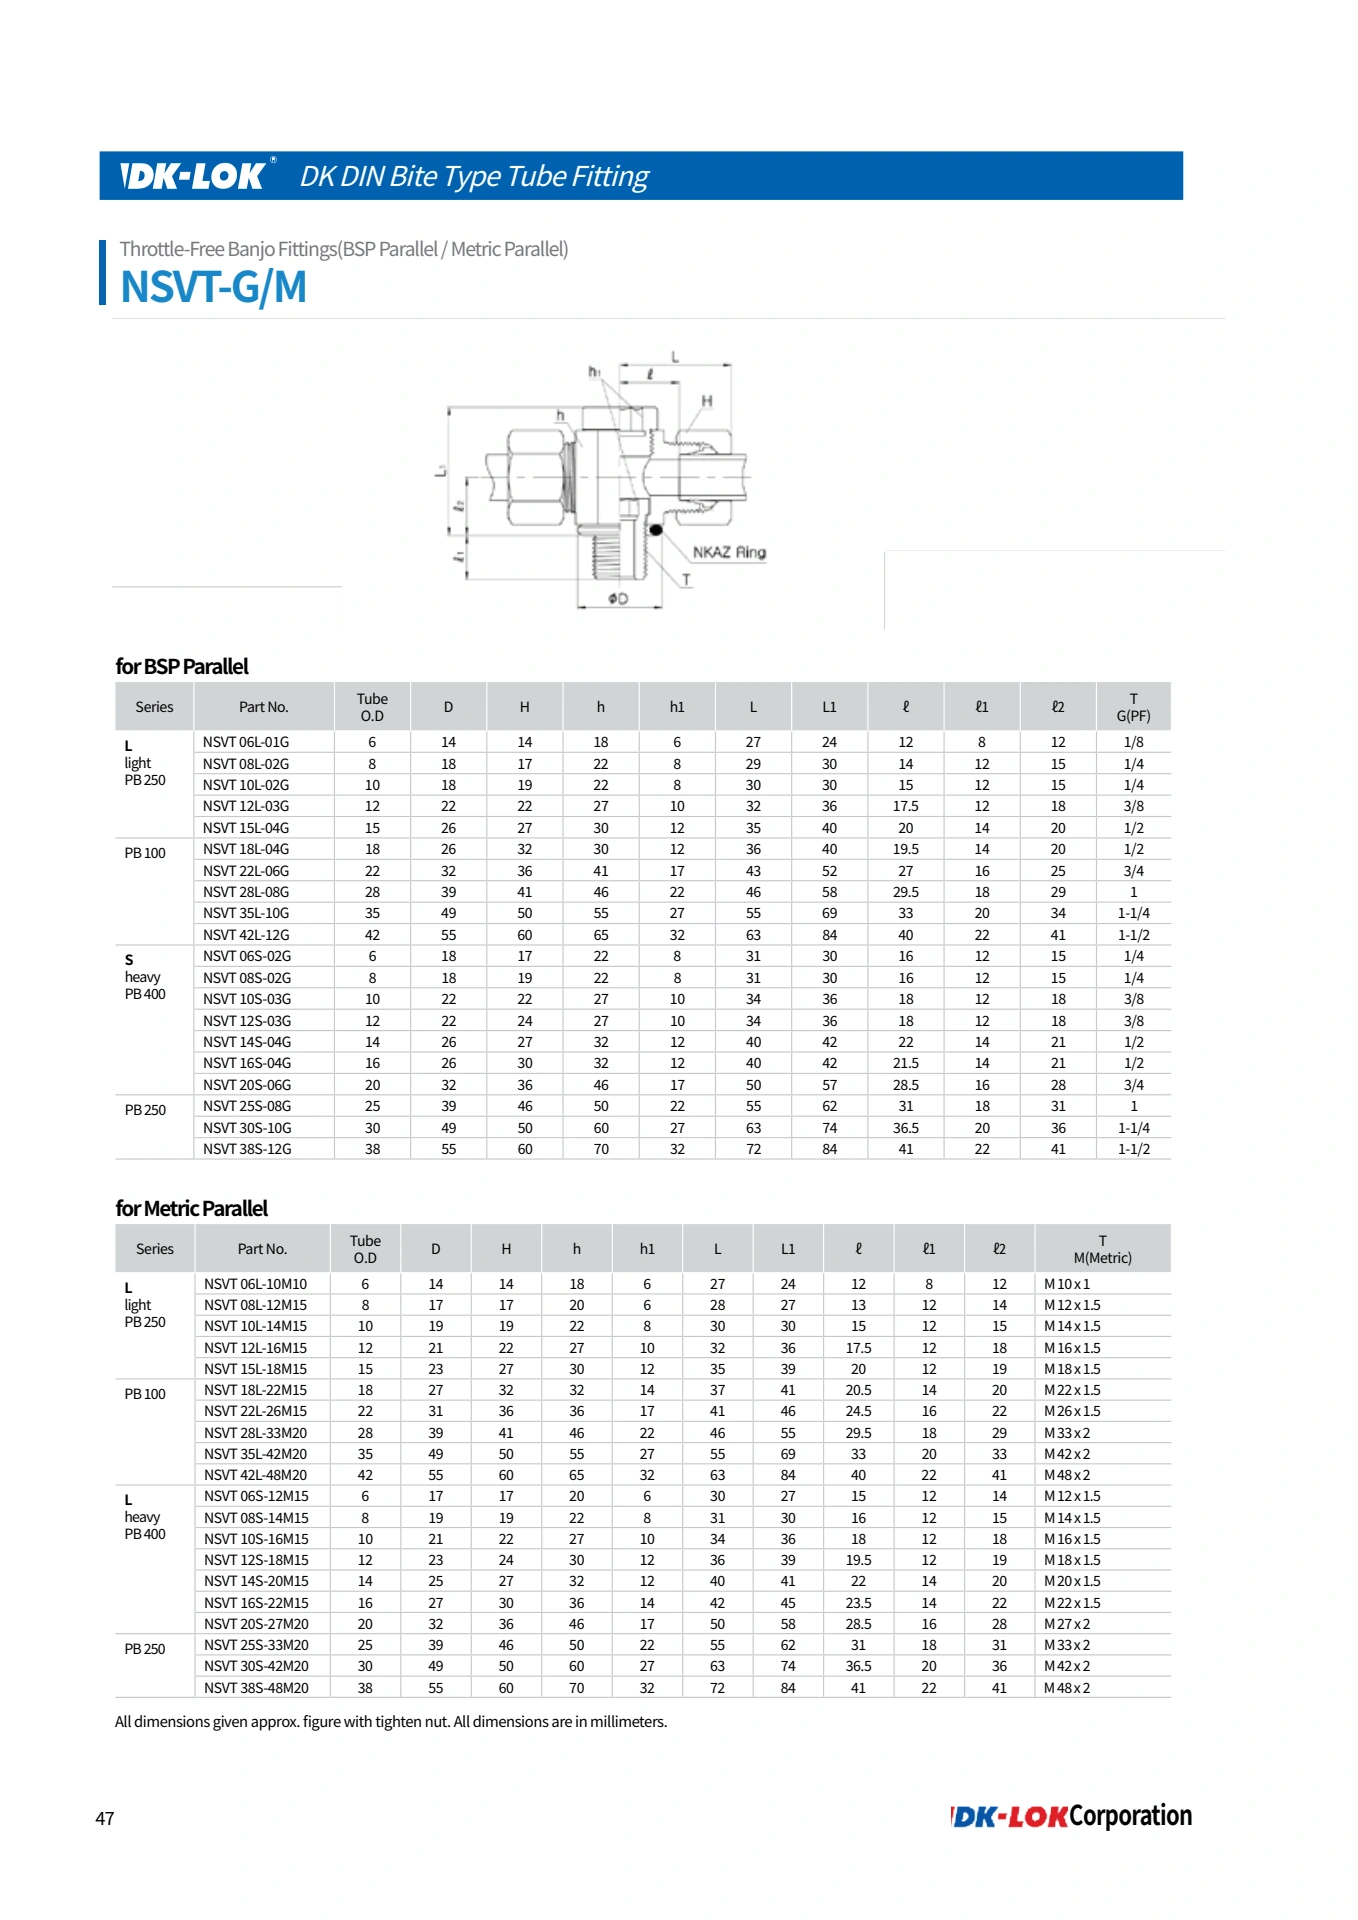 DK-LOK® DK DIN Bite Type Tube Fitting
Throttle-Free Banjo Fittings(BSP Parallel / Metric Parallel)
NSVT-G/M
L
h1 ℓ
H
h
L1
ℓ2
ℓ1
NKAZ Ring
T
ϕD
for BSP Parallel
Series Part No. Tube O.D D H h h1 L L1 ℓ ℓ1 ℓ2 T G(PF)
L light PB 250
NSVT 06L-01G 6 14 14 18 6 27 24 12 8 12 1/8
NSVT 08L-02G 8 18 17 22 8 29 30 14 12 15 1/4
NSVT 10L-02G 10 18 19 22 8 30 30 15 12 15 1/4
NSVT 12L-03G 12 22 22 27 10 32 36 17.5 12 18 3/8
NSVT 15L-04G 15 26 27 30 12 35 40 20 14 20 1/2
PB 100
NSVT 18L-04G 18 26 32 30 12 36 40 19.5 14 20 1/2
NSVT 22L-06G 22 32 36 41 17 43 52 27 16 25 3/4
NSVT 28L-08G 28 39 41 46 22 46 58 29.5 18 29 1
NSVT 35L-10G 35 49 50 55 27 55 69 33 20 34 1-1/4
NSVT 42L-12G 42 55 60 65 32 63 84 40 22 41 1-1/2
S heavy PB 400
NSVT 06S-02G 6 18 17 22 8 31 30 16 12 15 1/4
NSVT 08S-02G 8 18 19 22 8 31 30 16 12 15 1/4
NSVT 10S-03G 10 22 22 27 10 34 36 18 12 18 3/8
NSVT 12S-03G 12 22 24 27 10 34 36 18 12 18 3/8
NSVT 14S-04G 14 26 27 32 12 40 42 22 14 21 1/2
NSVT 16S-04G 16 26 30 32 12 40 42 21.5 14 21 1/2
NSVT 20S-06G 20 32 36 46 17 50 57 28.5 16 28 3/4
PB 250
NSVT 25S-08G 25 39 46 50 22 55 62 31 18 31 1
NSVT 30S-10G 30 49 50 60 27 63 74 36.5 20 36 1-1/4
NSVT 38S-12G 38 55 60 70 32 72 84 41 22 41 1-1/2
for Metric Parallel
Series Part No. Tube O.D D H h h1 L L1 ℓ ℓ1 ℓ2 T M(Metric)
L light PB 250
NSVT 06L-10M10 6 14 14 18 6 27 24 12 8 12 M 10 x 1
NSVT 08L-12M15 8 17 17 20 6 28 27 13 12 14 M 12 x 1.5
NSVT 10L-14M15 10 19 19 22 8 30 30 15 12 15 M 14 x 1.5
NSVT 12L-16M15 12 21 22 27 10 32 36 17.5 12 18 M 16 x 1.5
NSVT 15L-18M15 15 23 27 30 12 35 39 20 12 19 M 18 x 1.5
PB 100
NSVT 18L-22M15 18 27 32 32 14 37 41 20.5 14 20 M 22 x 1.5
NSVT 22L-26M15 22 31 36 36 17 41 46 24.5 16 22 M 26 x 1.5
NSVT 28L-33M20 28 39 41 46 22 46 55 29.5 18 29 M 33 x 2
NSVT 35L-42M20 35 49 50 55 27 55 69 33 20 33 M 42 x 2
NSVT 42L-48M20 42 55 60 65 32 63 84 40 22 41 M 48 x 2
L heavy PB 400
NSVT 06S-12M15 6 17 17 20 6 30 27 15 12 14 M 12 x 1.5
NSVT 08S-14M15 8 19 19 22 8 31 30 16 12 15 M 14 x 1.5
NSVT 10S-16M15 10 21 22 27 10 34 36 18 12 18 M 16 x 1.5
NSVT 12S-18M15 12 23 24 30 12 36 39 19.5 12 19 M 18 x 1.5
NSVT 14S-20M15 14 25 27 32 12 40 41 22 14 20 M 20 x 1.5
NSVT 16S-22M15 16 27 30 36 14 42 45 23.5 14 22 M 22 x 1.5
NSVT 20S-27M20 20 32 36 46 17 50 58 28.5 16 28 M 27 x 2
PB 250
NSVT 25S-33M20 25 39 46 50 22 55 62 31 18 31 M 33 x 2
NSVT 30S-42M20 30 49 50 60 27 63 74 36.5 20 36 M 42 x 2
NSVT 38S-48M20 38 55 60 70 32 72 84 41 22 41 M 48 x 2
All dimensions given approx. figure with tighten nut. All dimensions are in millimeters.
47
DK-LOK Corporation